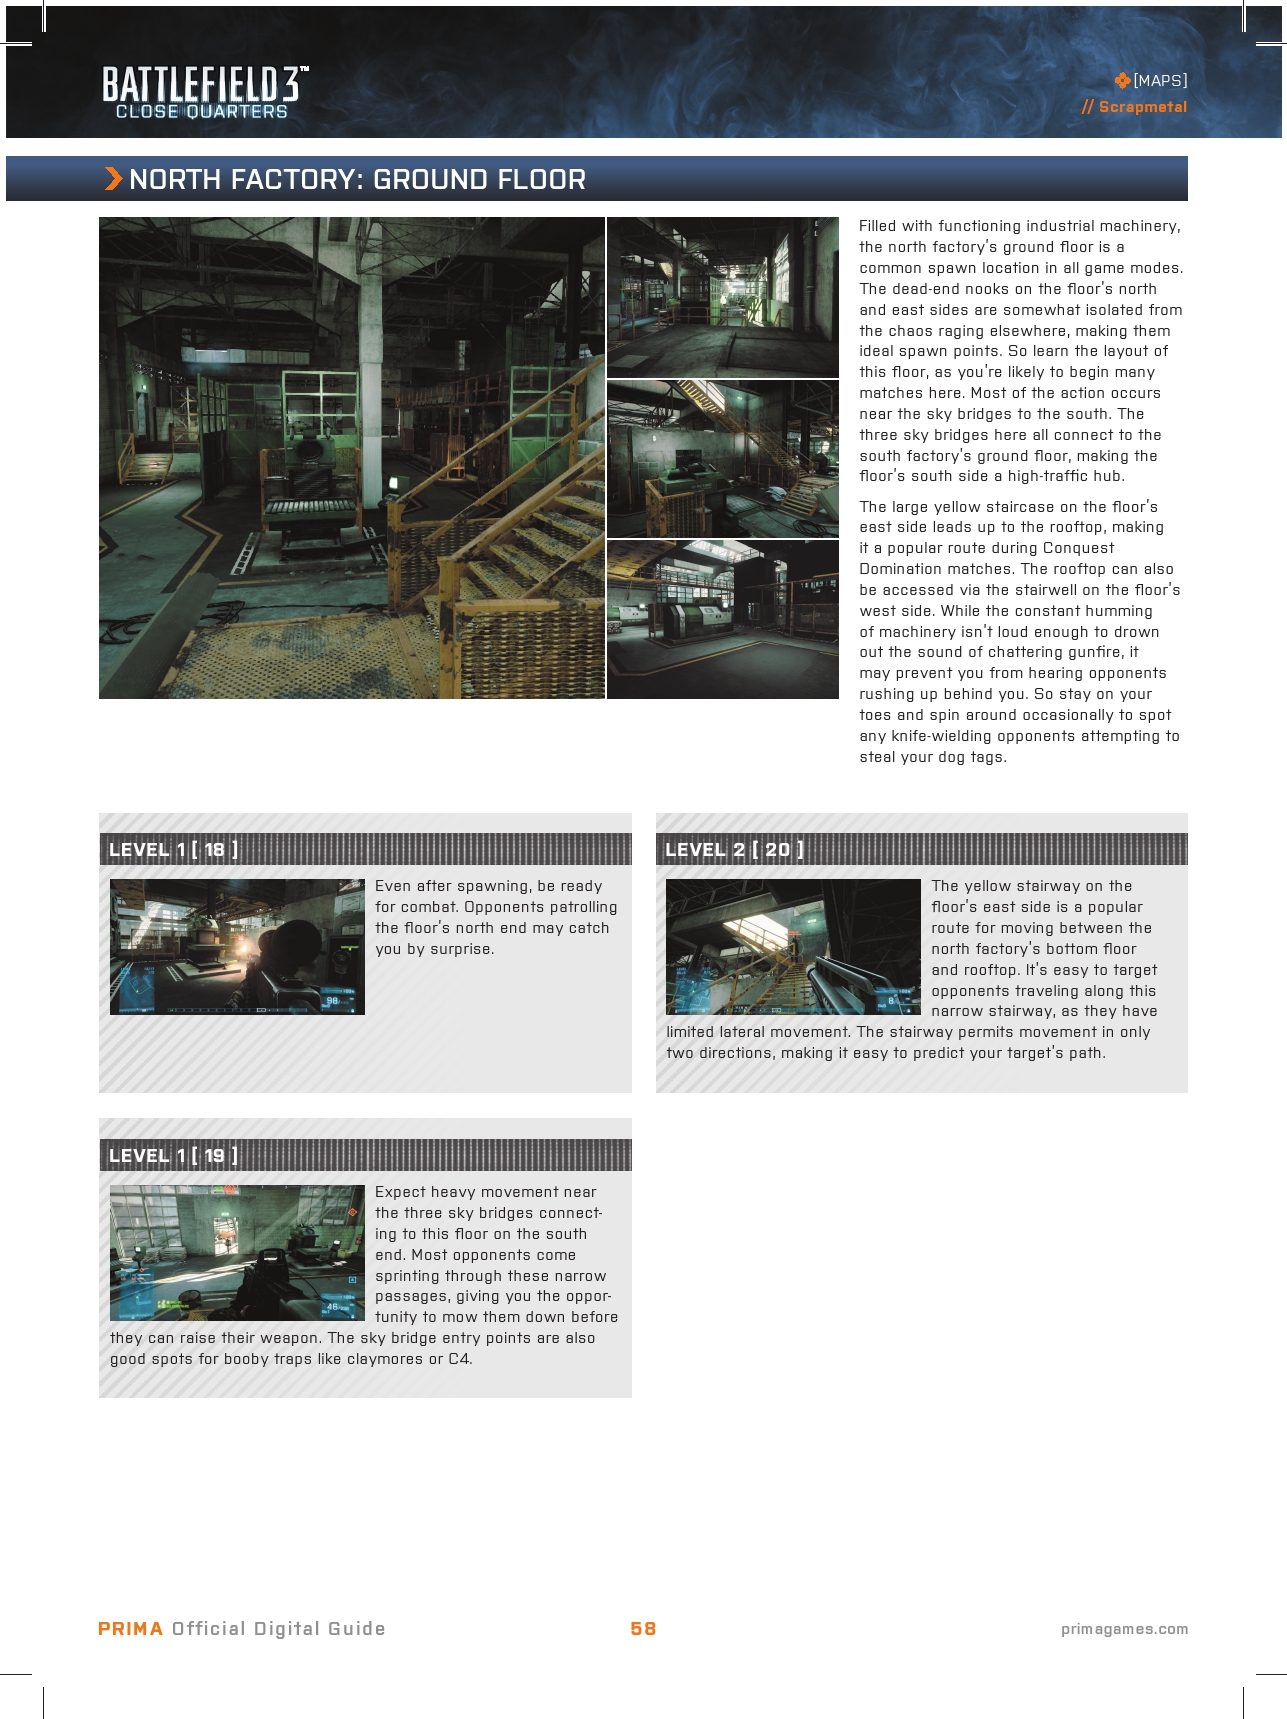 BATTLEFIELD 3™
CLOSE QUARTERS
[MAPS]
// Scrapmetal
NORTH FACTORY: GROUND FLOOR
Filled with functioning industrial machinery,
the north factory's ground floor is a
common spawn location in all game modes.
The dead-end nooks on the floor's north
and east sides are somewhat isolated from
the chaos raging elsewhere, making them
ideal spawn points. So learn the layout of
this floor, as you're likely to begin many
matches here. Most of the action occurs
near the sky bridges to the south. The
three sky bridges here all connect to the
south factory's ground floor, making the
floor's south side a high-traffic hub.
The large yellow staircase on the floor's
east side leads up to the rooftop, making
it a popular route during Conquest
Domination matches. The rooftop can also
be accessed via the stairwell on the floor's
west side. While the constant humming
of machinery isn't loud enough to drown
out the sound of chattering gunfire, it
may prevent you from hearing opponents
rushing up behind you. So stay on your
toes and spin around occasionally to spot
any knife-wielding opponents attempting to
steal your dog tags.
LEVEL 1 [ 18 ]
Even after spawning, be ready
for combat. Opponents patrolling
the floor's north end may catch
you by surprise.
98
LEVEL 2 [ 20 ]
The yellow stairway on the
floor's east side is a popular
route for moving between the
north factory's bottom floor
and rooftop. It's easy to target
opponents traveling along this
narrow stairway, as they have
limited lateral movement. The stairway permits movement in only
two directions, making it easy to predict your target's path.
8
LEVEL 1 [ 19 ]
Expect heavy movement near
the three sky bridges connect-
ing to this floor on the south
end. Most opponents come
sprinting through these narrow
passages, giving you the oppor-
tunity to mow them down before
they can raise their weapon. The sky bridge entry points are also
good spots for booby traps like claymores or C4.
46
PRIMA Official Digital Guide
58
primagames.com